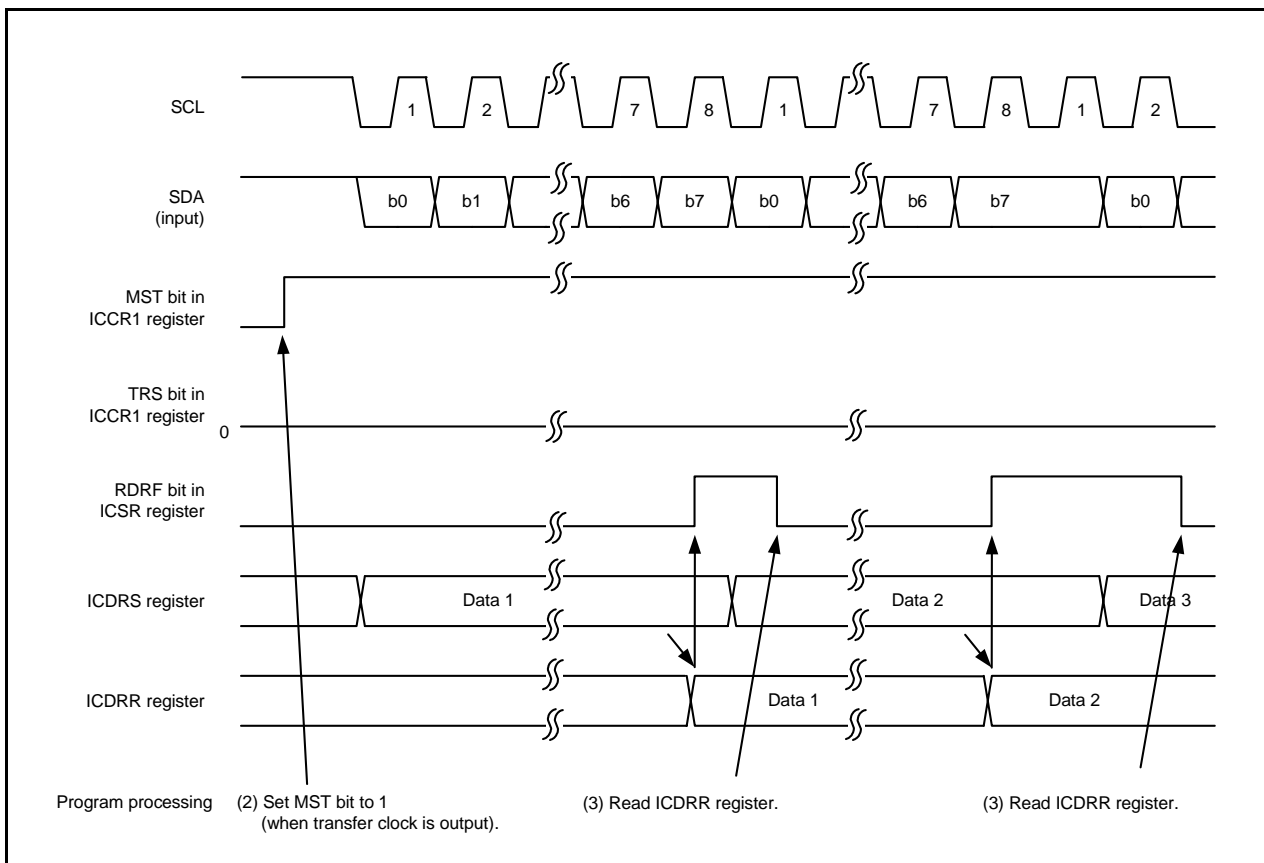 SCL
1 2 7 8 1 7 8 1 2
SDA
(input)
b0 b1 b6 b7 b0 b6 b7 b0
MST bit in
ICCR1 register
TRS bit in
ICCR1 register
0
RDRF bit in
ICSR register
ICDRS register
Data 1 Data 2 Data 3
ICDRR register
Data 1 Data 2
Program processing
(2) Set MST bit to 1
(when transfer clock is output).
(3) Read ICDRR register.
(3) Read ICDRR register.